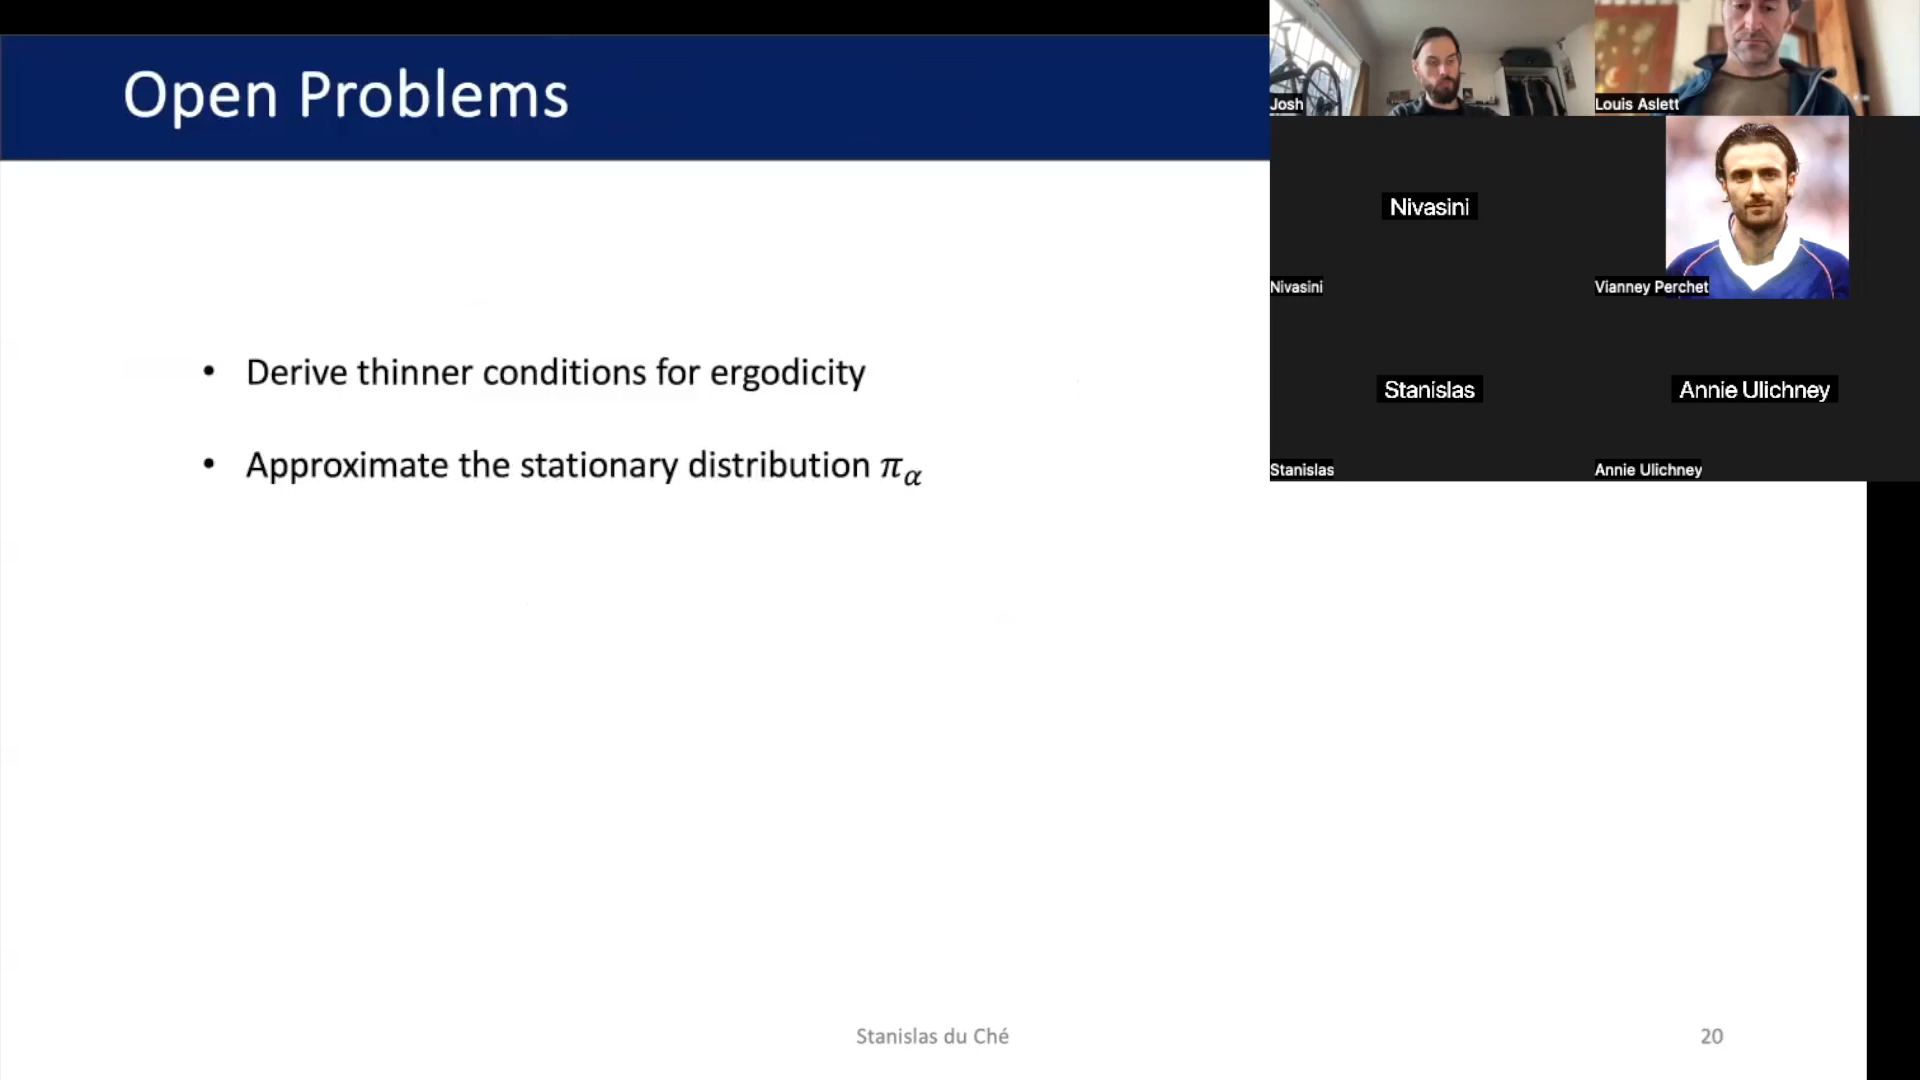 Open Problems
• Derive thinner conditions for ergodicity
• Approximate the stationary distribution π_α
Stanislas du Ché
20
Josh
Louis Aslett
Nivasini
Nivasini
Vianney Perchet
Stanislas
Annie Ulichney
Stanislas
Annie Ulichney